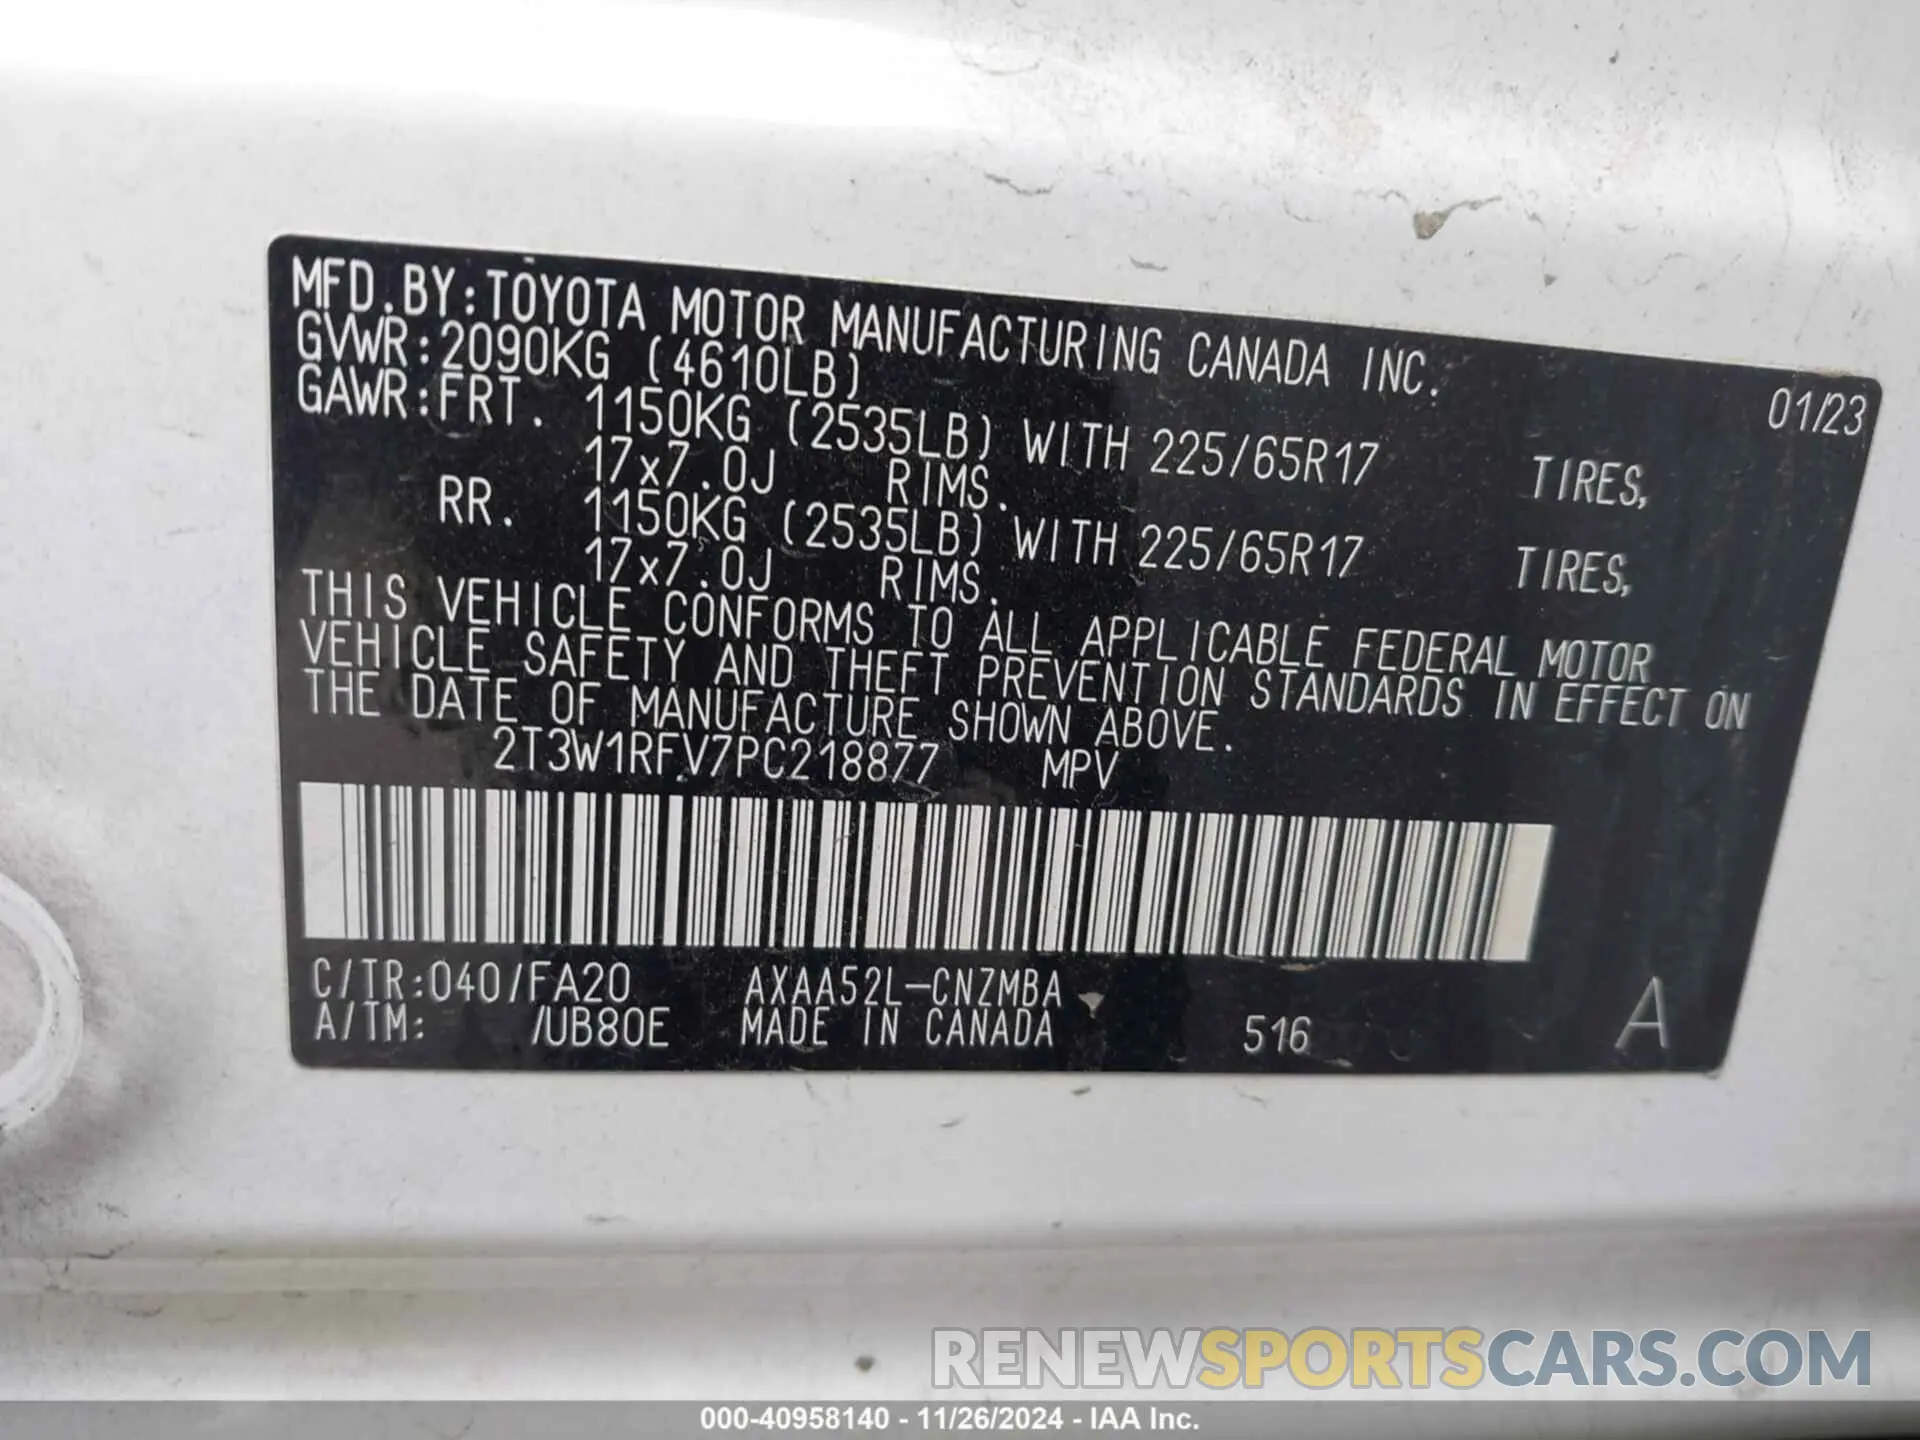 MFD.BY:TOYOTA MOTOR MANUFACTURING CANADA INC.
01/23
GVWR:2090KG (4610LB)
GAWR:FRT. 1150KG (2535LB) WITH 225/65R17 TIRES,
17x7.0J RIMS.
RR. 1150KG (2535LB) WITH 225/65R17 TIRES,
17x7.0J RIMS.
THIS VEHICLE CONFORMS TO ALL APPLICABLE FEDERAL MOTOR
VEHICLE SAFETY AND THEFT PREVENTION STANDARDS IN EFFECT ON
THE DATE OF MANUFACTURE SHOWN ABOVE.
2T3W1RFV7PC218877 MPV
C/TR:040/FA20 AXAA52L-CNZMBA
A/TM: /UB80E MADE IN CANADA 516 A
RENEWSPORTSCARS.COM
000-40958140 - 11/26/2024 - IAA Inc.